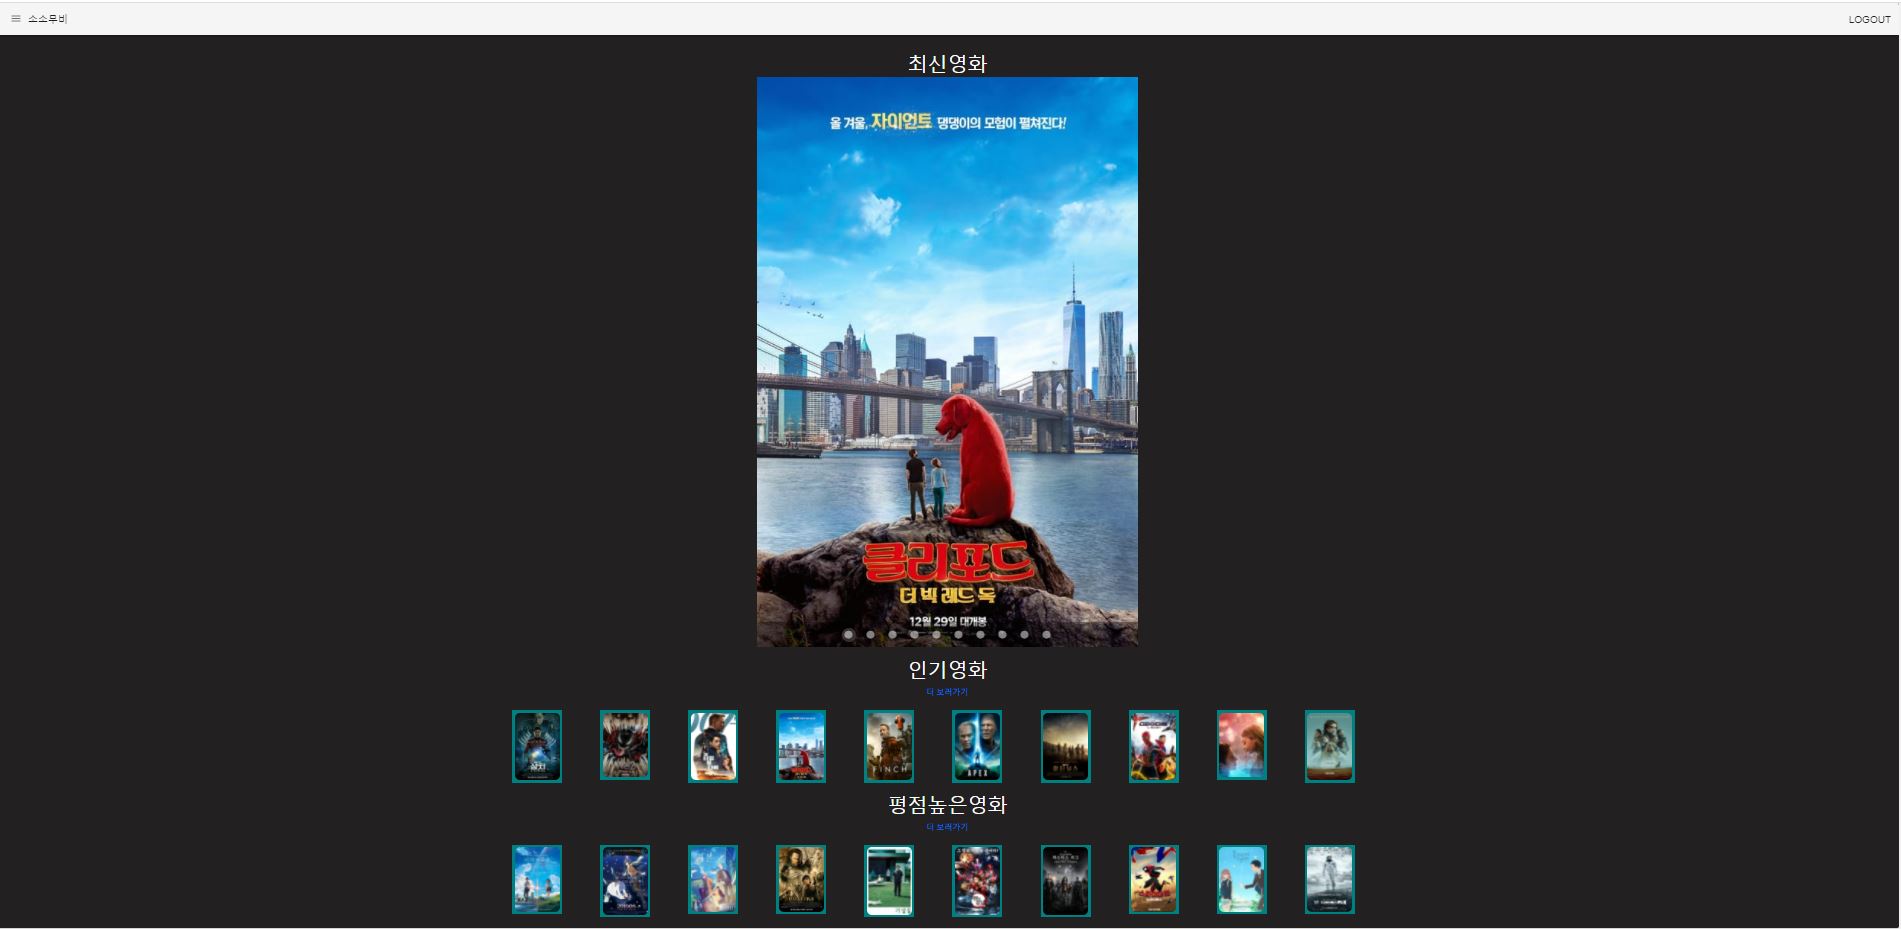 소소무비
LOGOUT
최신영화
올 겨울, 자이언트 댕댕이의 모험이 펼쳐진다!
클리포드
더 빅 레드 독
12월 29일 대개봉
인기영화
더 보러가기
FINCH
APEX
평점높은영화
더 보러가기